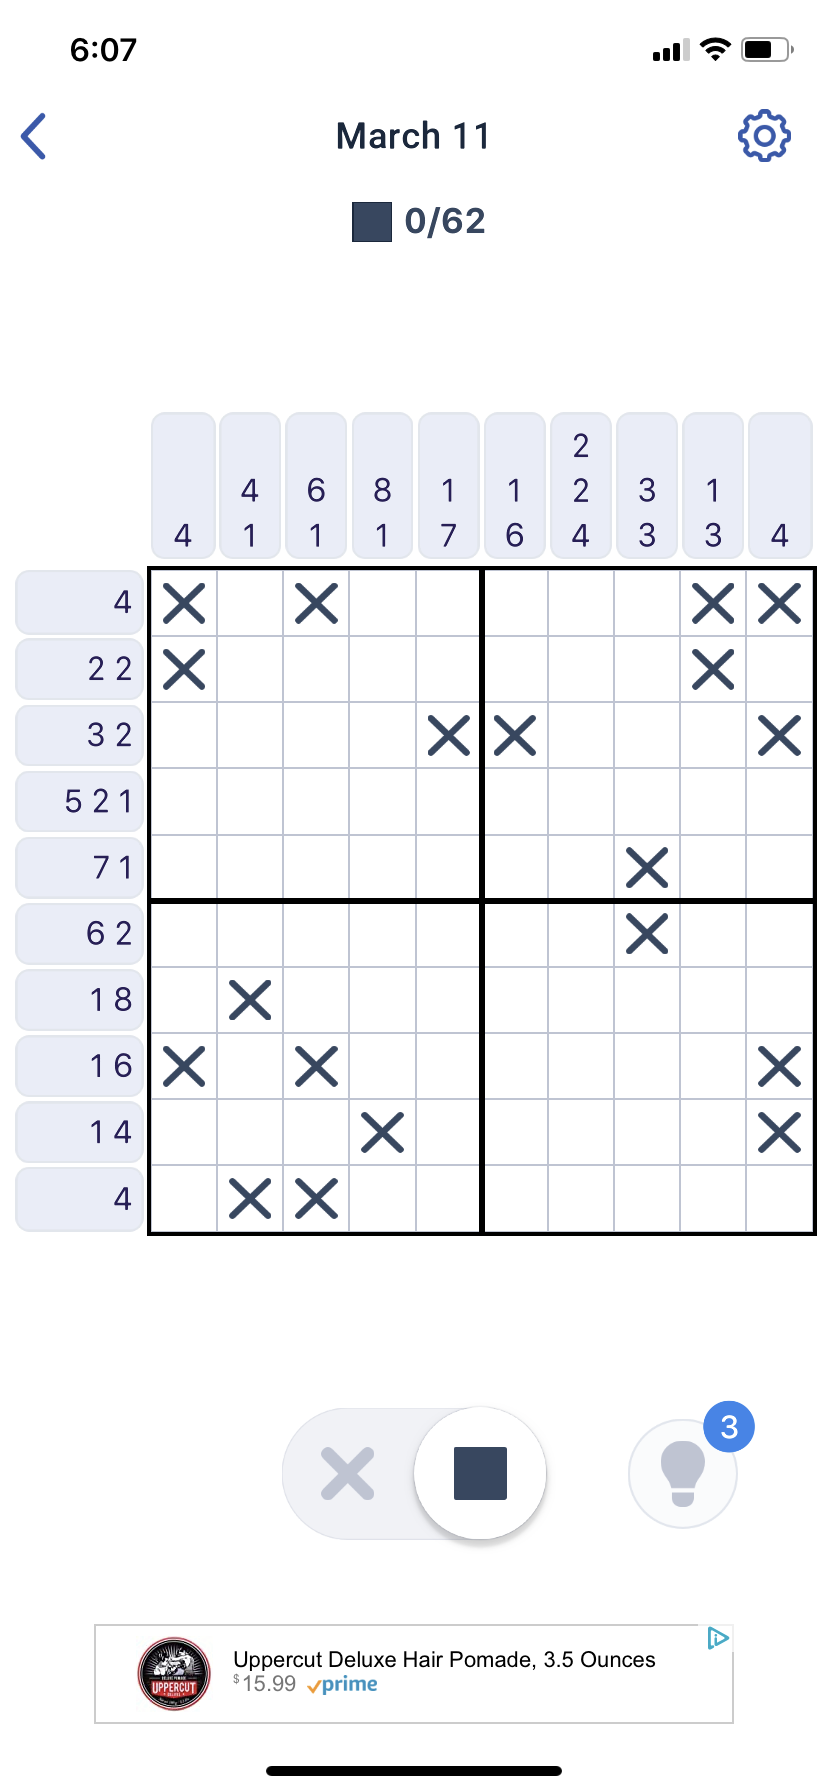 6:07
March 11
0/62
2
4 6 8 1 1 2 3 1
4 1 1 1 7 6 4 3 3 4
4
2 2
3 2
5 2 1
7 1
6 2
1 8
1 6
1 4
4
3
Uppercut Deluxe Hair Pomade, 3.5 Ounces
$15.99 prime
UPPERCUT